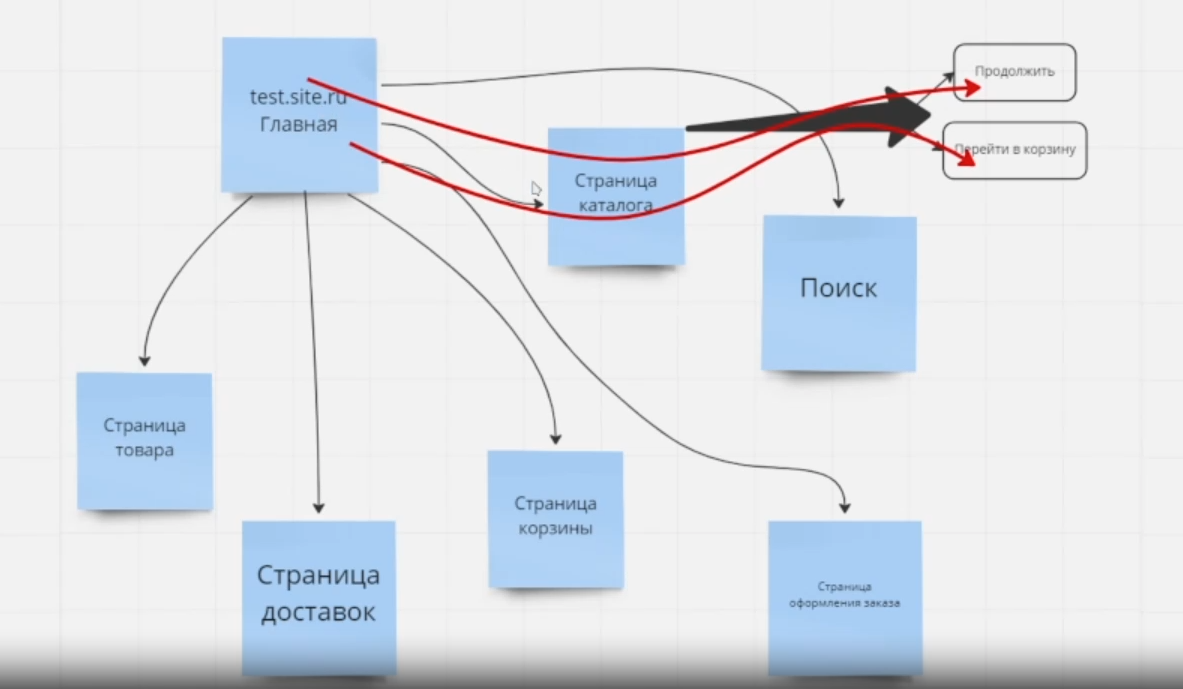 test.site.ru
Главная
Продолжить
Перейти в корзину
Страница
каталога
Поиск
Страница
товара
Страница
корзины
Страница
доставок
Страница
оформления заказа